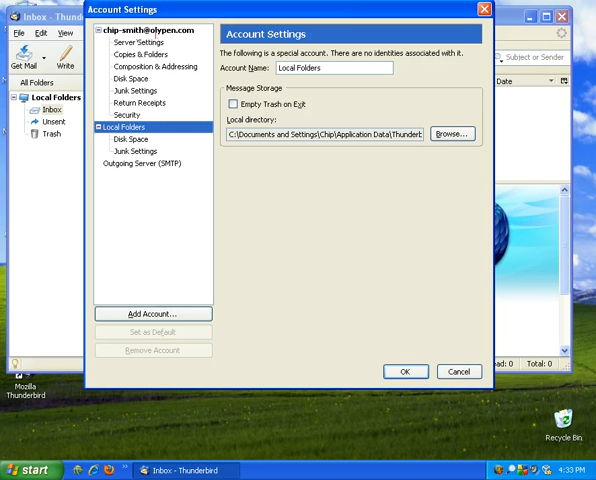 Inbox - Thunderb
Account Settings
File
Edit
Get Mail
Write
All Folders
Local Folders
Inbox
Unsent
Trash
chip-smith@olypen.com
Server Settings
Copies & Folders
Composition & Addressing
Disk Space
Junk Settings
Return Receipts
Security
Local Folders
Disk Space
Junk Settings
Outgoing Server (SMTP)
Add Account...
Set as Default
Remove Account
Account Settings
The following is a special account. There are no identities associated with it.
Account Name: Local Folders
Message Storage
Empty Trash on Exit
Local directory:
C:\Documents and Settings\Chip\Application Data\Thunderb
Browse...
OK
Cancel
Subject or Sender
Date
ad: 0
Total: 0
Mozilla
Thunderbird
Recycle Bin
start
Inbox - Thunderbird
4:33 PM